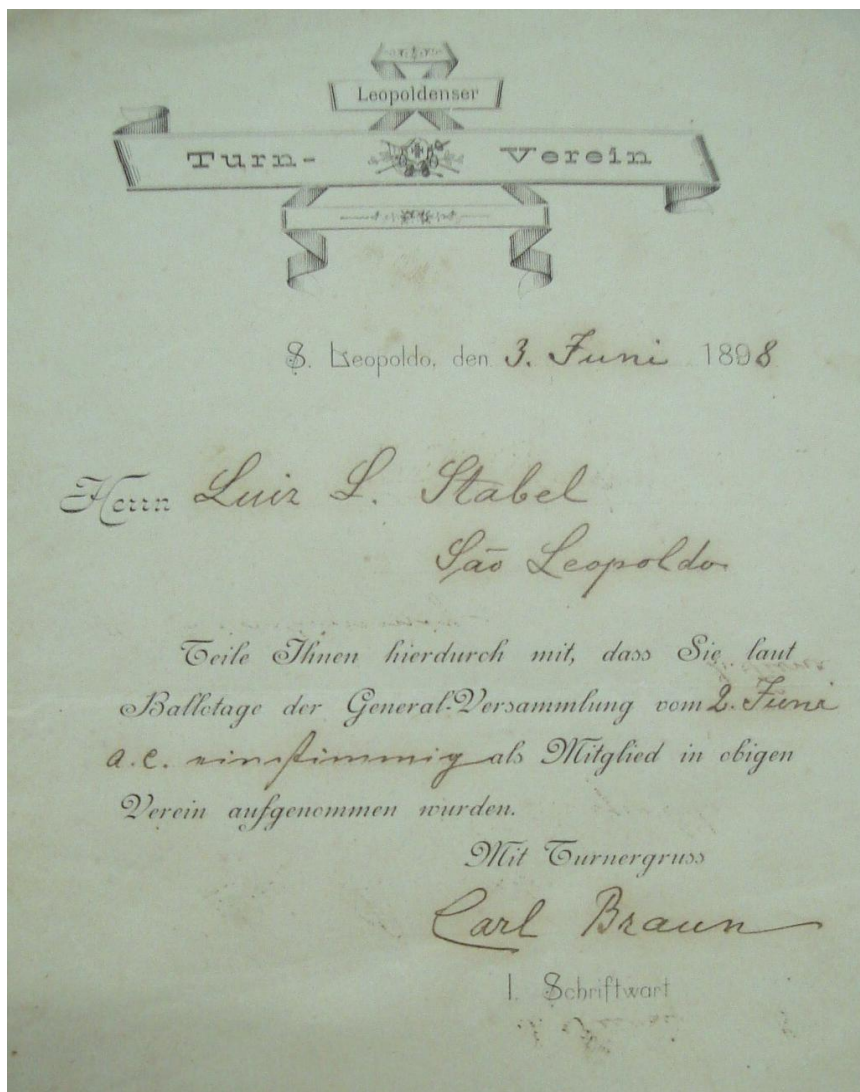 Leopoldenser
Turn- Verein
S. Leopoldo, den 3. Juni 1898
Herrn Luiz L. Stabel
São Leopoldo
Teile Ihnen hierdurch mit, dass Sie laut
Ballotage der General-Versammlung vom 2. Juni
a. c. einstimmig als Mitglied in obigen
Verein aufgenommen wurden.
Mit Turnergruss
Carl Braun
I. Schriftwart